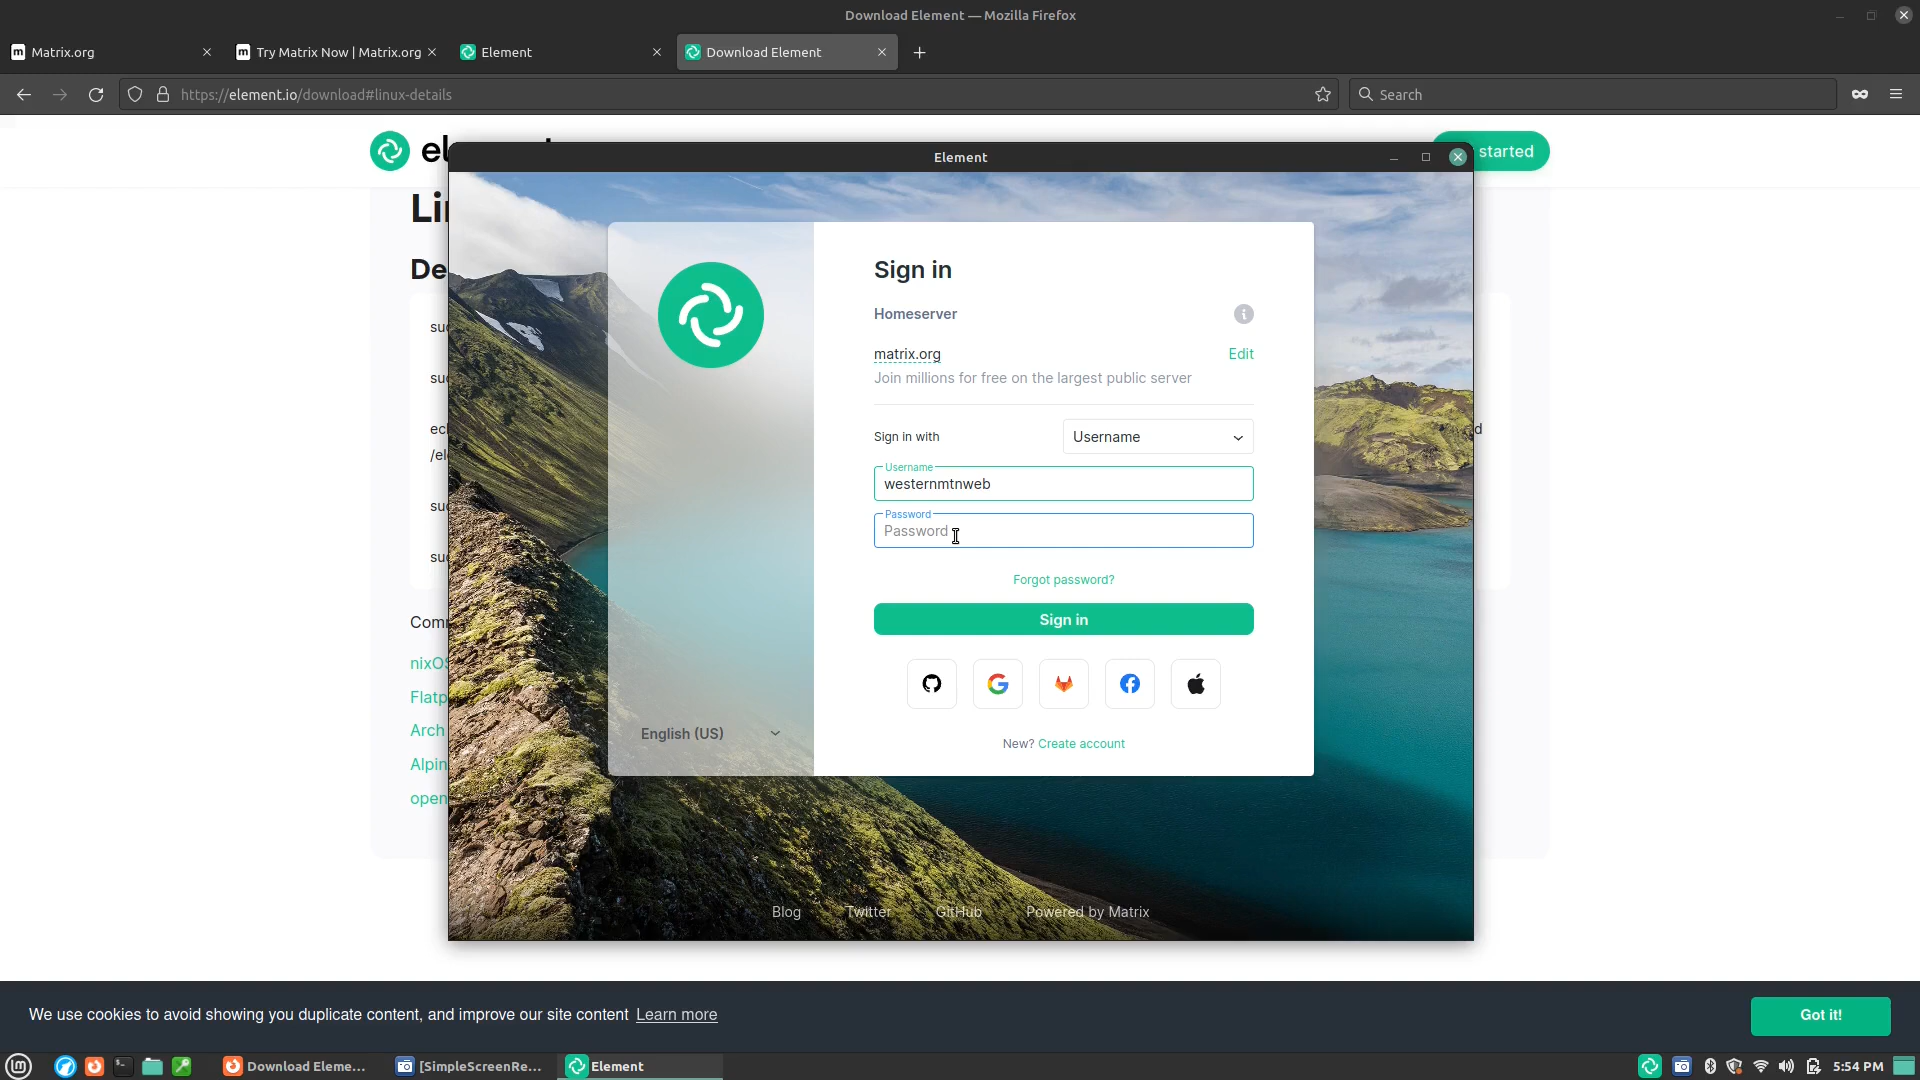 Download Element — Mozilla Firefox
Matrix.org
Try Matrix Now | Matrix.org
Element
Download Element
https://element.io/download#linux-details
Search
started
Element
Sign in
Homeserver
matrix.org
Edit
Join millions for free on the largest public server
Sign in with
Username
Username
westernmtnweb
Password
Password
Forgot password?
Sign in
New? Create account
English (US)
Blog
Twitter
GitHub
Powered by Matrix
We use cookies to avoid showing you duplicate content, and improve our site content Learn more
Got it!
Download Eleme...
[SimpleScreenRe...
Element
5:54 PM